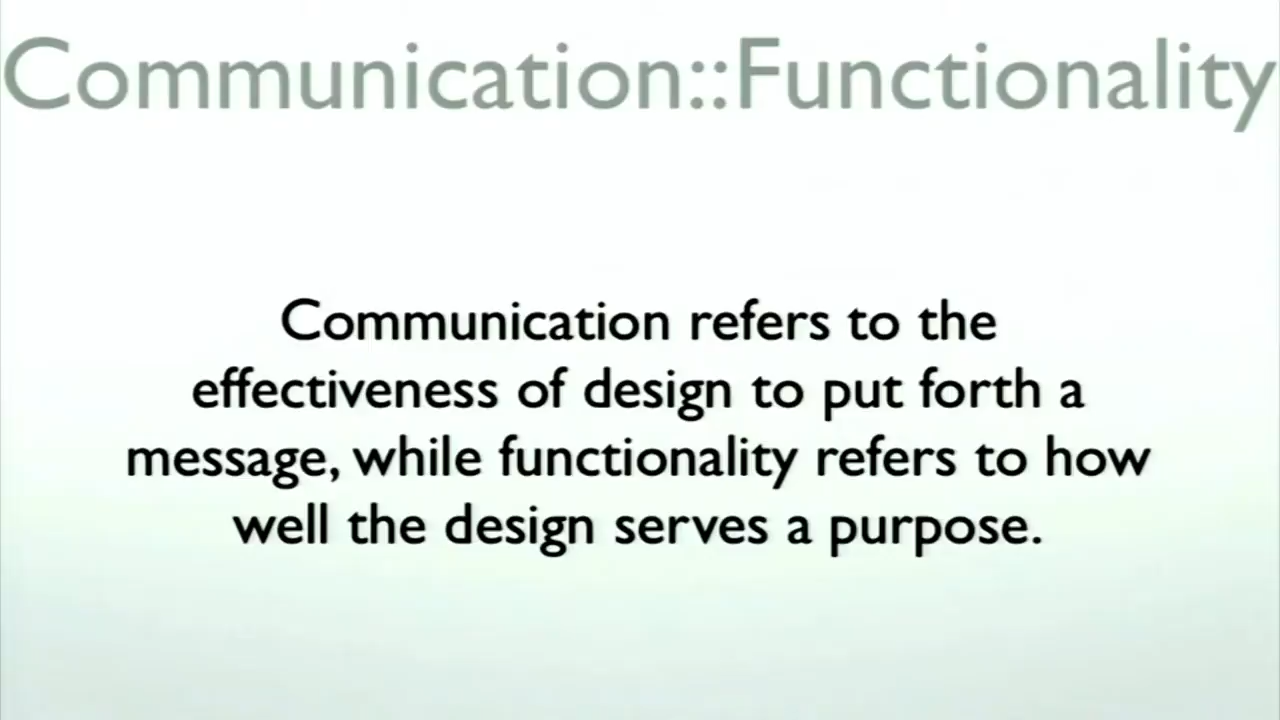 Communication::Functionality
Communication refers to the
effectiveness of design to put forth a
message, while functionality refers to how
well the design serves a purpose.